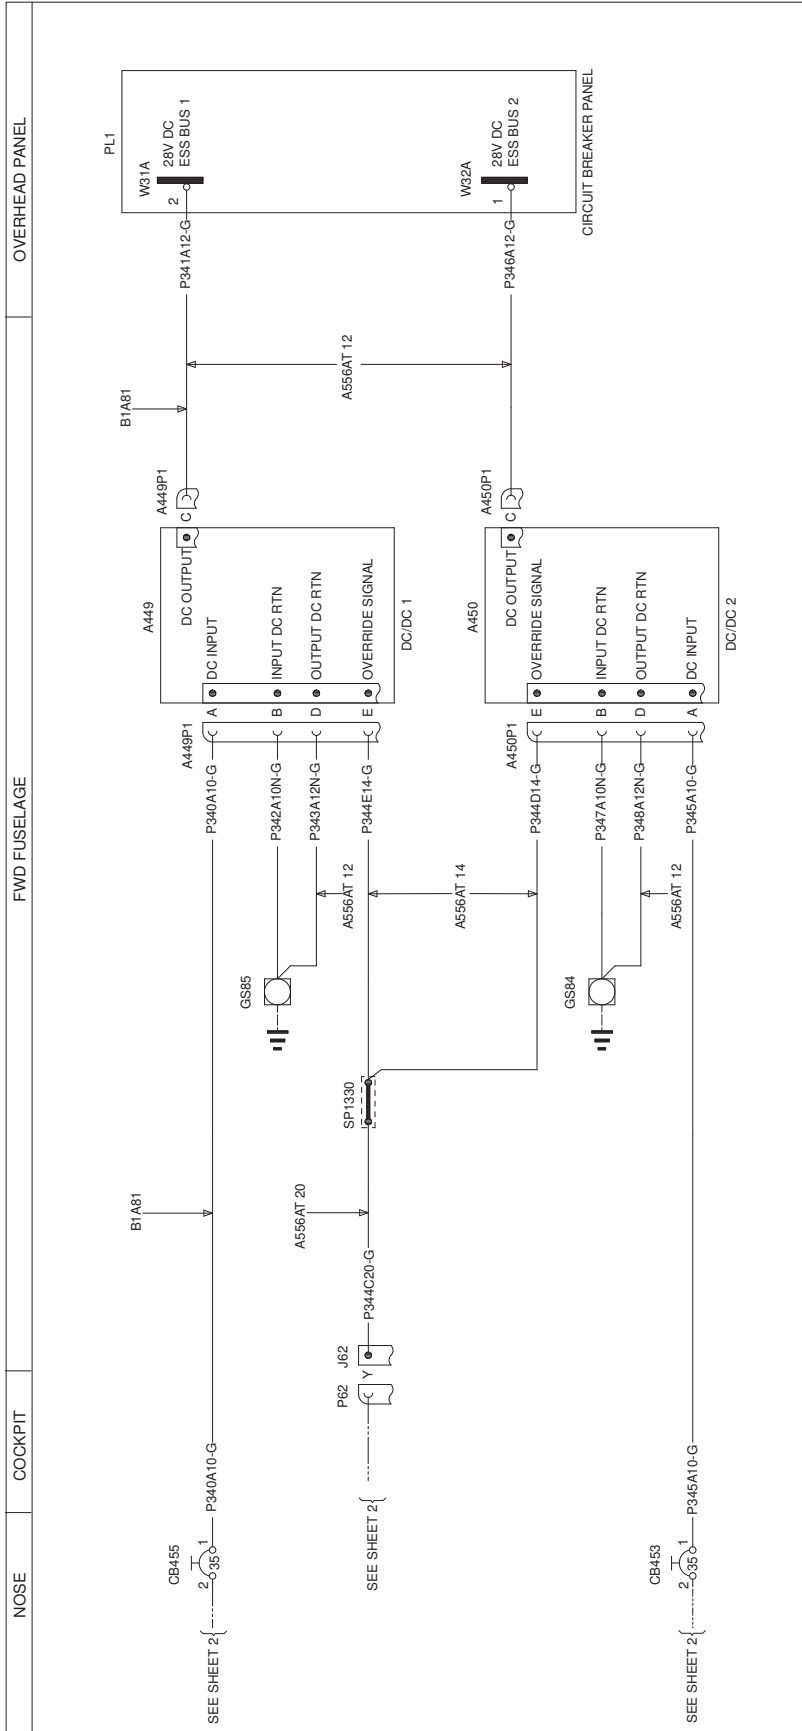 NOSE
COCKPIT
FWD FUSELAGE
OVERHEAD PANEL
PL1
W31A
28V DC
ESS BUS 1
2
P341A12-G
W32A
28V DC
ESS BUS 2
1
P346A12-G
CIRCUIT BREAKER PANEL
B1A81
A556AT 12
A449P1
C
A449
DC OUTPUT
DC INPUT
INPUT DC RTN
OUTPUT DC RTN
OVERRIDE SIGNAL
DC/DC 1
A449P1
A
B
D
E
P340A10-G
P342A10N-G
P343A12N-G
P344E14-G
A450P1
C
A450
DC OUTPUT
OVERRIDE SIGNAL
INPUT DC RTN
OUTPUT DC RTN
DC INPUT
DC/DC 2
A450P1
E
B
D
A
P344D14-G
P347A10N-G
P348A12N-G
P345A10-G
A556AT 12
A556AT 14
A556AT 12
GS85
GS84
SP1330
B1A81
A556AT 20
P344C20-G
J62
Y
P62
SEE SHEET 2
P340A10-G
CB455
1
35
2
SEE SHEET 2
P345A10-G
CB453
1
35
2
SEE SHEET 2